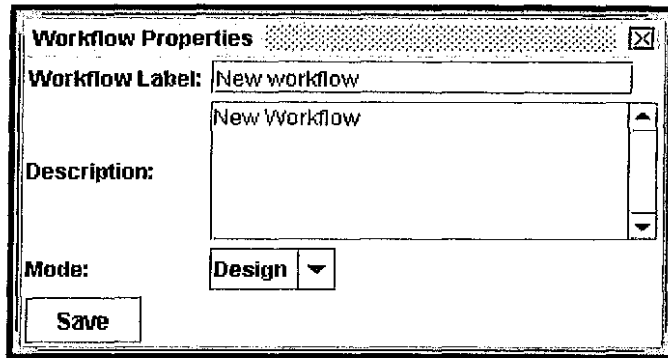 Workflow Properties
Workflow Label: New workflow
New Workflow
Description:
Mode: Design
Save